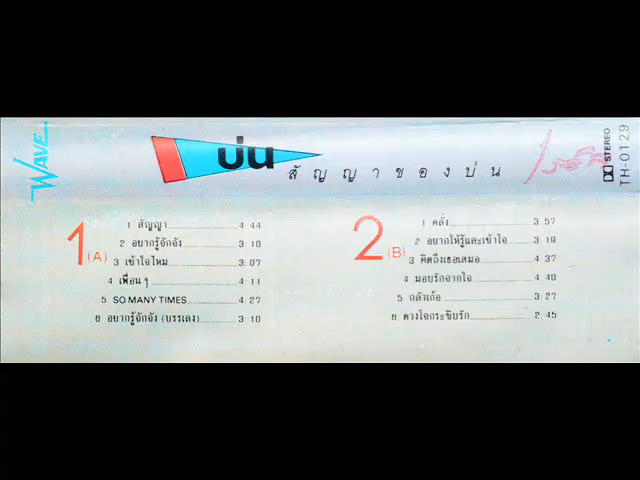 WAVE
ป่น
สัญญาของบ่น
STEREO
TH-0129
1 (A)
1 สัญญา 4 44
2 อยากรู้จักจัง 3 10
3 เข้าใจไหม 3 07
4 เพื่อนๆ 4 11
5 SO MANY TIMES 4 27
6 อยากรู้จักจัง (บรรเลง) 3 10
2 (B)
1 คลั่ง 3 57
2 อยากให้รู้และเข้าใจ 3 19
3 คิดถึงเธอเสมอ 4 37
4 มอบรักจากใจ 4 40
5 กลัวเก้อ 3 27
6 ดวงใจกระซิบรัก 2 45